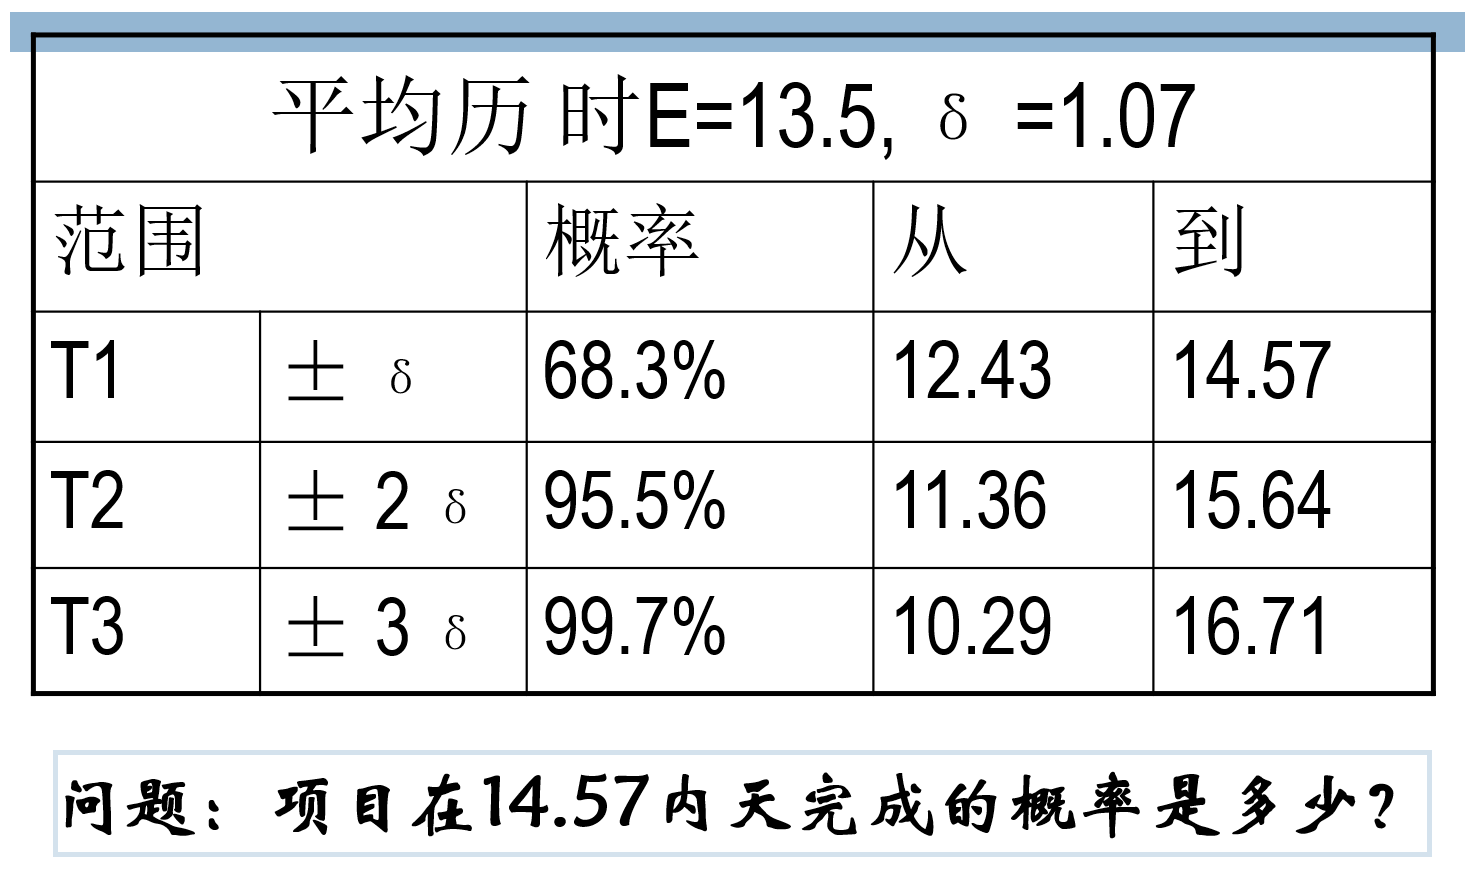 平均历 时E=13.5, δ =1.07
范围 概率 从 到
T1 ± δ 68.3% 12.43 14.57
T2 ± 2 δ 95.5% 11.36 15.64
T3 ± 3 δ 99.7% 10.29 16.71
问题：项目在14.57内天完成的概率是多少？